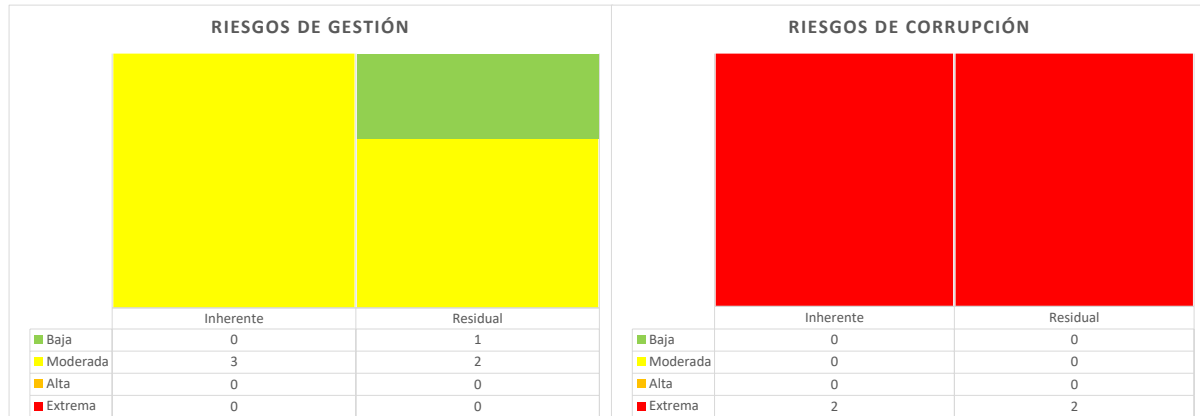 RIESGOS DE GESTIÓN
Inherente Residual
Baja 0 1
Moderada 3 2
Alta 0 0
Extrema 0 0
RIESGOS DE CORRUPCIÓN
Inherente Residual
Baja 0 0
Moderada 0 0
Alta 0 0
Extrema 2 2